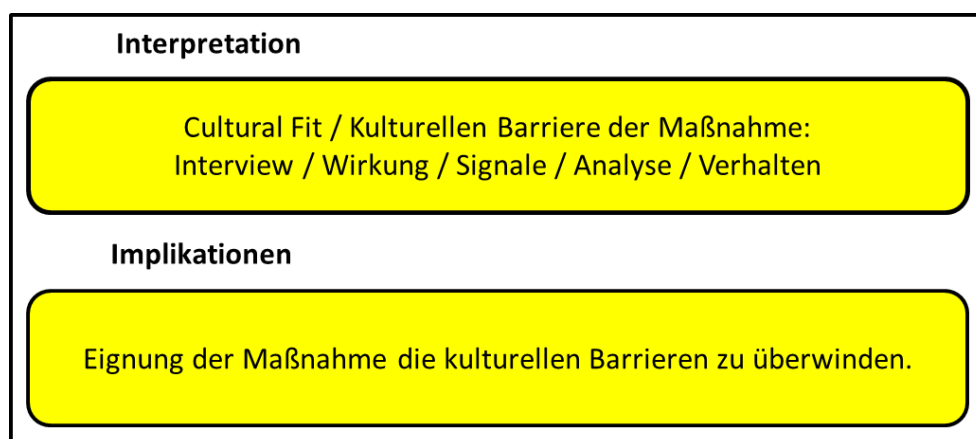 Interpretation
Cultural Fit / Kulturellen Barriere der Maßnahme:
Interview / Wirkung / Signale / Analyse / Verhalten
Implikationen
Eignung der Maßnahme die kulturellen Barrieren zu überwinden.